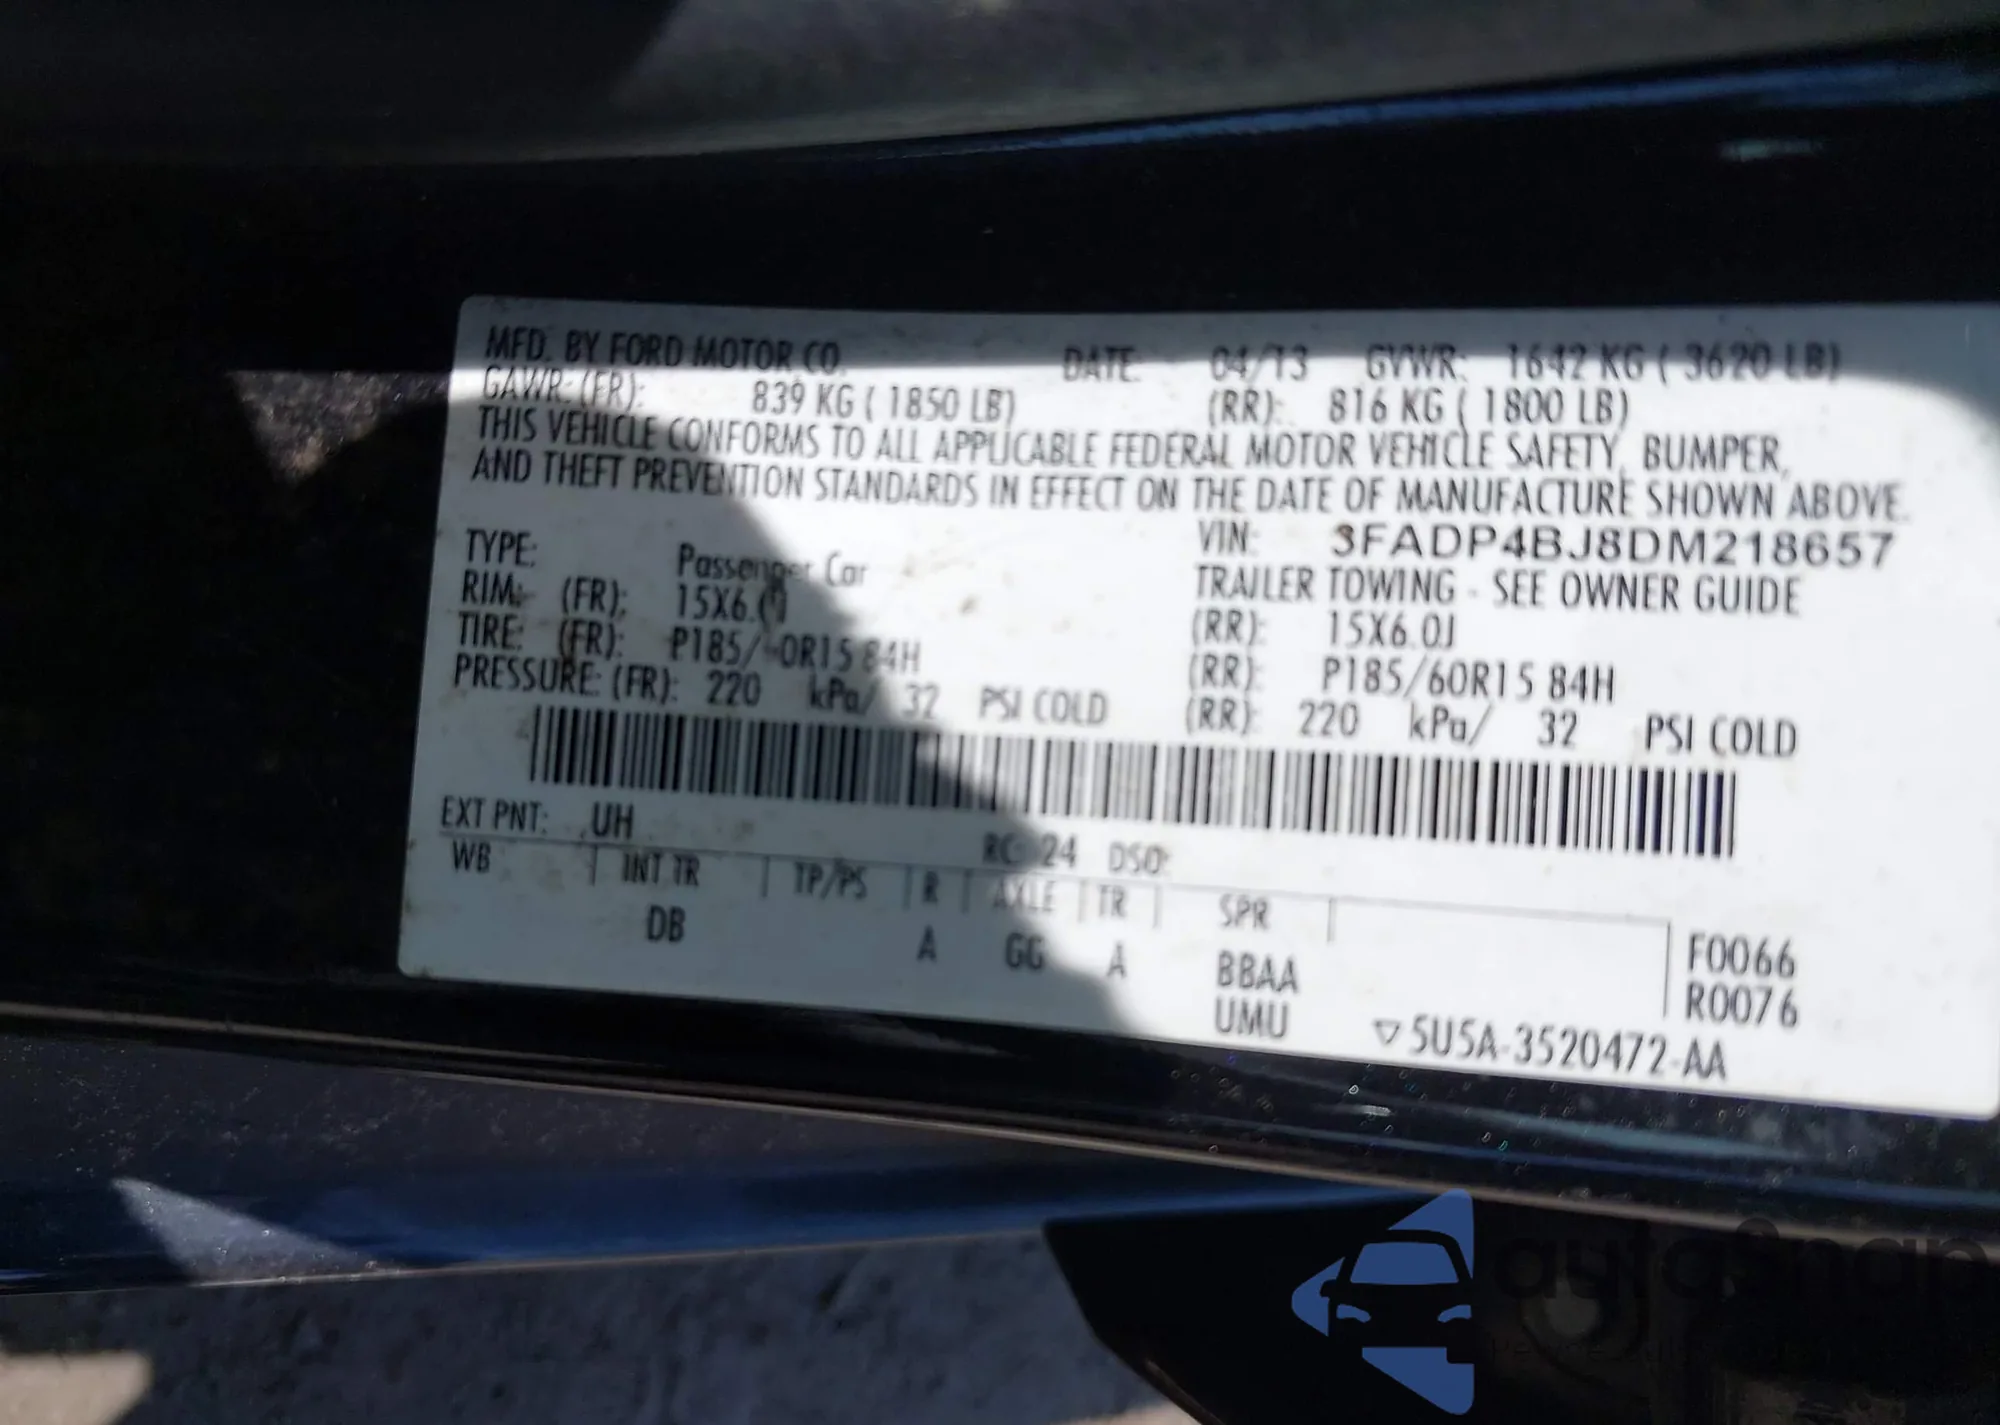 MFD. BY FORD MOTOR CO. DATE: 04/13 GVWR: 1642 KG ( 3620 LB)
GAWR: (FR): 839 KG ( 1850 LB) (RR): 816 KG ( 1800 LB)
THIS VEHICLE CONFORMS TO ALL APPLICABLE FEDERAL MOTOR VEHICLE SAFETY, BUMPER,
AND THEFT PREVENTION STANDARDS IN EFFECT ON THE DATE OF MANUFACTURE SHOWN ABOVE.
VIN: 3FADP4BJ8DM218657
TYPE: Passenger Car TRAILER TOWING - SEE OWNER GUIDE
RIM: (FR): (RR): 15X6.0J
TIRE: (FR): (RR): P185/60R15 84H
PRESSURE: (FR): 220 kPa/ 32 PSI COLD (RR): 220 kPa/ 32 PSI COLD
EXT PNT: UH RC: 24 DSO:
WB INT TR TP/PS R AXLE TR SPR
DB A GG A BBAA F0066
UMU R0076
▽5U5A-3520472-AA
autosnap